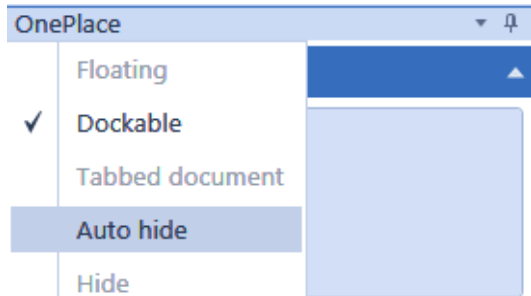 OnePlace
Floating
Dockable
Tabbed document
Auto hide
Hide